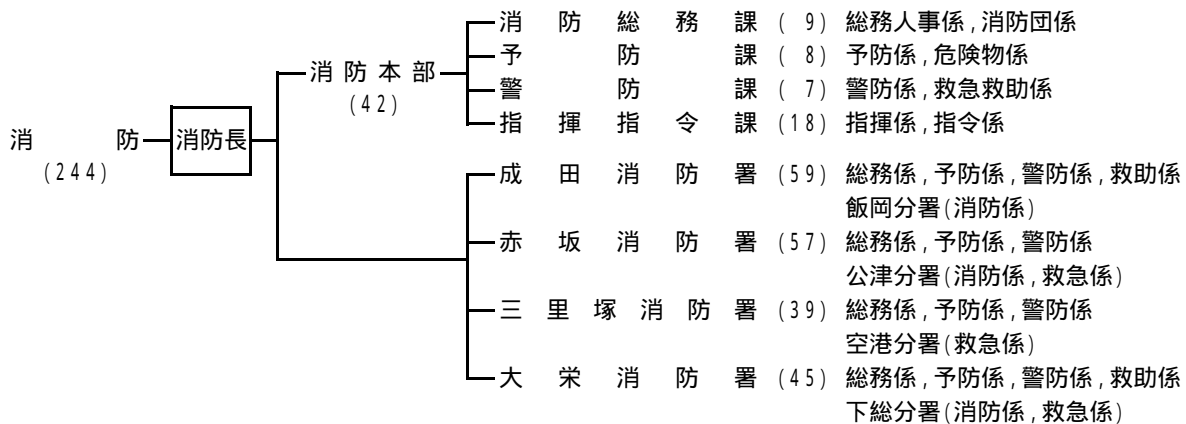 消防総務課 (9) 総務人事係,消防団係
予防課 (8) 予防係,危険物係
消防本部
警防課 (7) 警防係,救急救助係
(42)
指揮指令課 (18) 指揮係,指令係
消防 消防長
(244)
成田消防署 (59) 総務係,予防係,警防係,救助係
飯岡分署(消防係)
赤坂消防署 (57) 総務係,予防係,警防係
公津分署(消防係,救急係)
三里塚消防署 (39) 総務係,予防係,警防係
空港分署(救急係)
大栄消防署 (45) 総務係,予防係,警防係,救助係
下総分署(消防係,救急係)